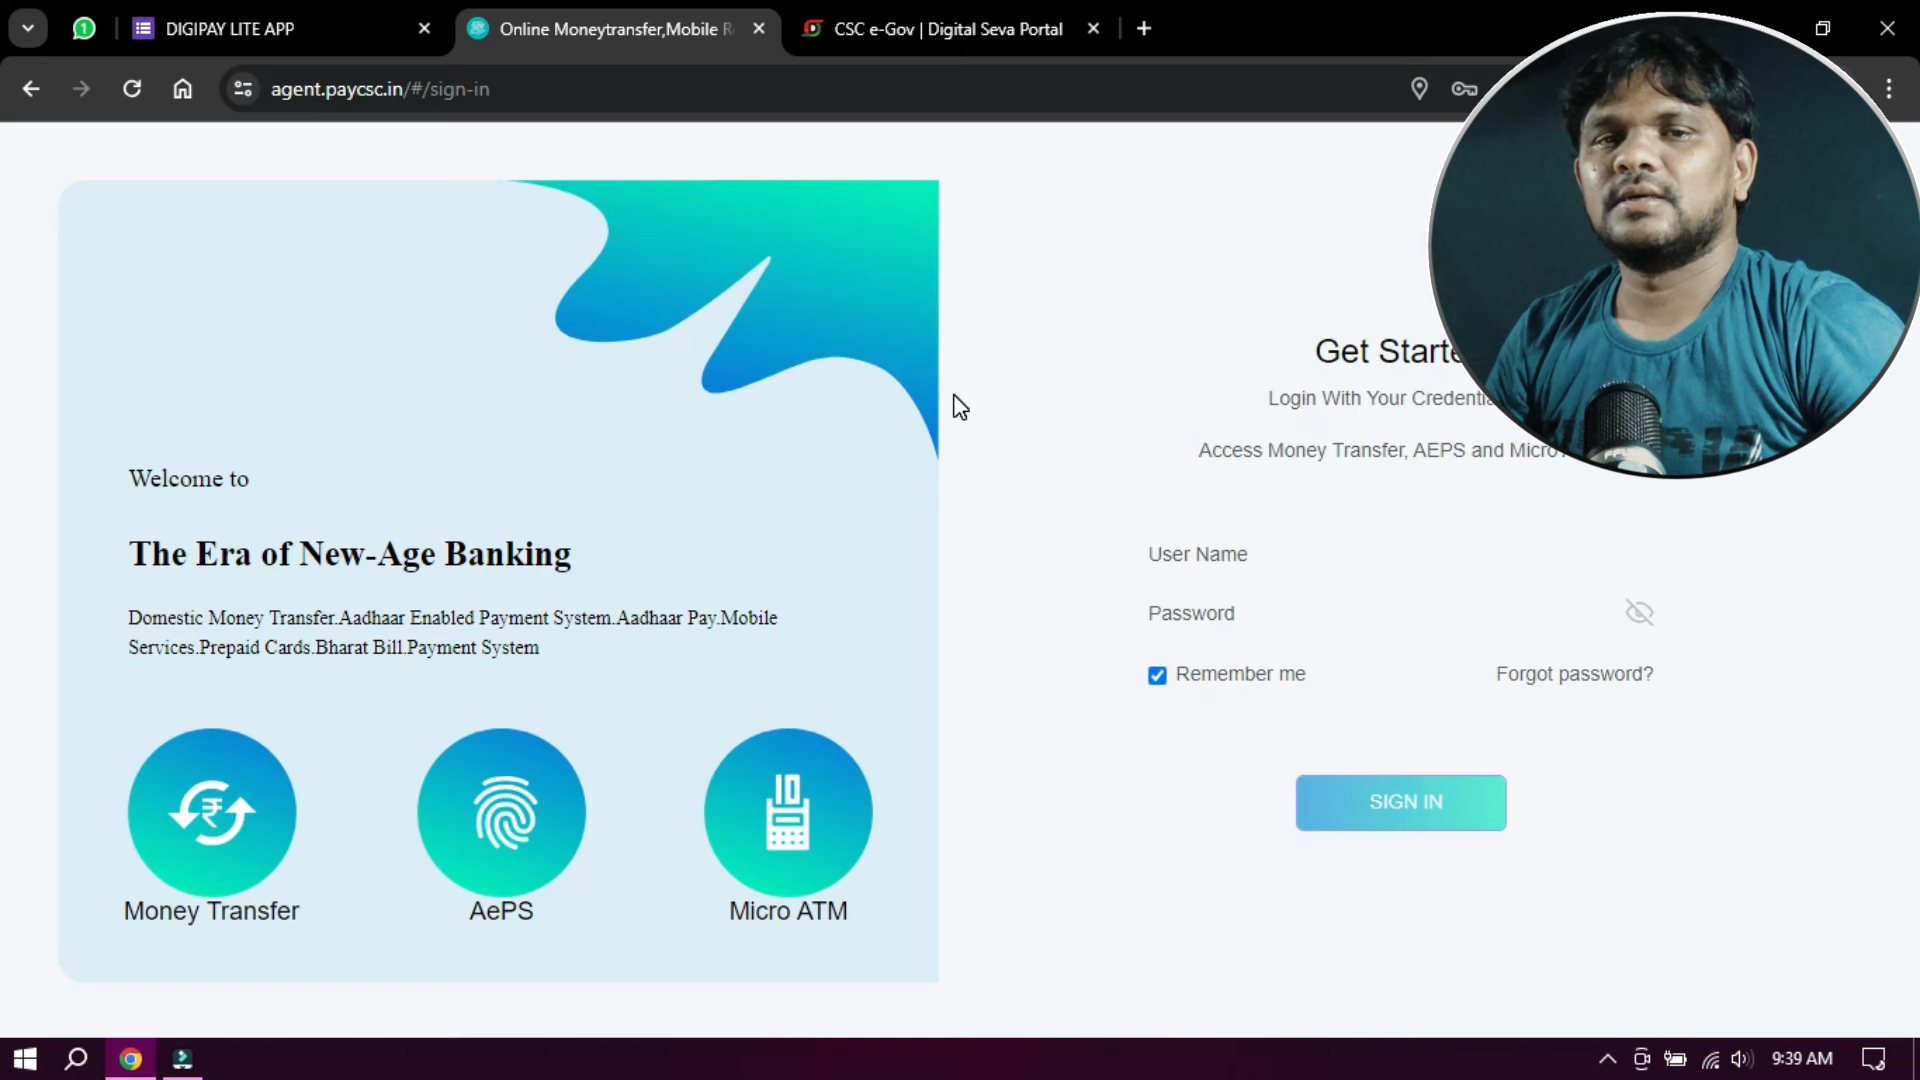 DIGIPAY LITE APP
Online Moneytransfer,Mobile R
CSC e-Gov | Digital Seva Portal
agent.paycsc.in/#/sign-in
Welcome to
The Era of New-Age Banking
Domestic Money Transfer.Aadhaar Enabled Payment System.Aadhaar Pay.Mobile
Services.Prepaid Cards.Bharat Bill.Payment System
Money Transfer
AePS
Micro ATM
Get Starte
Login With Your Credentia
Access Money Transfer, AEPS and Micro
User Name
Password
Remember me
Forgot password?
SIGN IN
9:39 AM